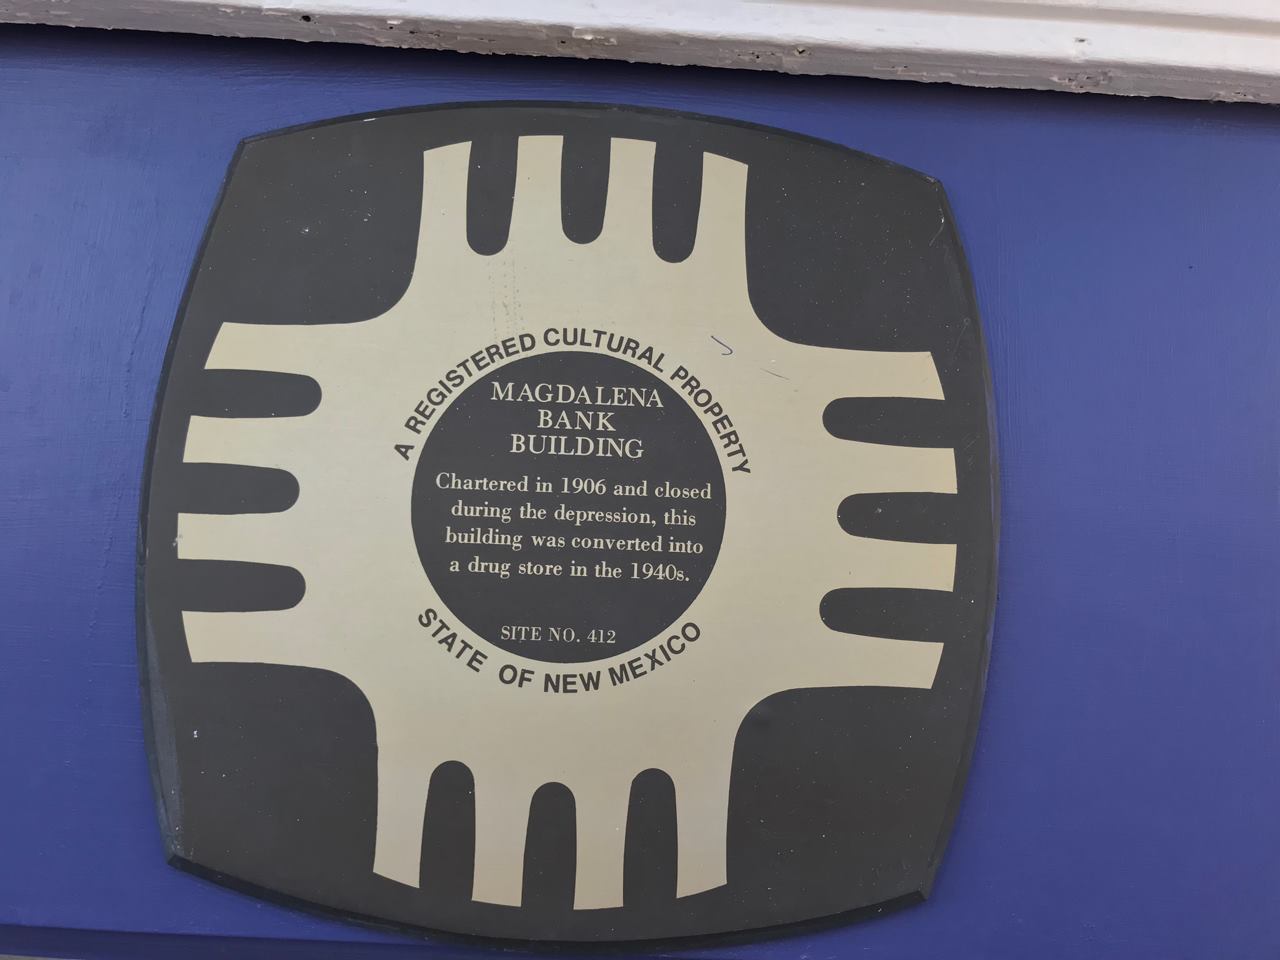 A REGISTERED CULTURAL PROPERTY
MAGDALENA
BANK
BUILDING
Chartered in 1906 and closed
during the depression, this
building was converted into
a drug store in the 1940s.
SITE NO. 412
STATE OF NEW MEXICO